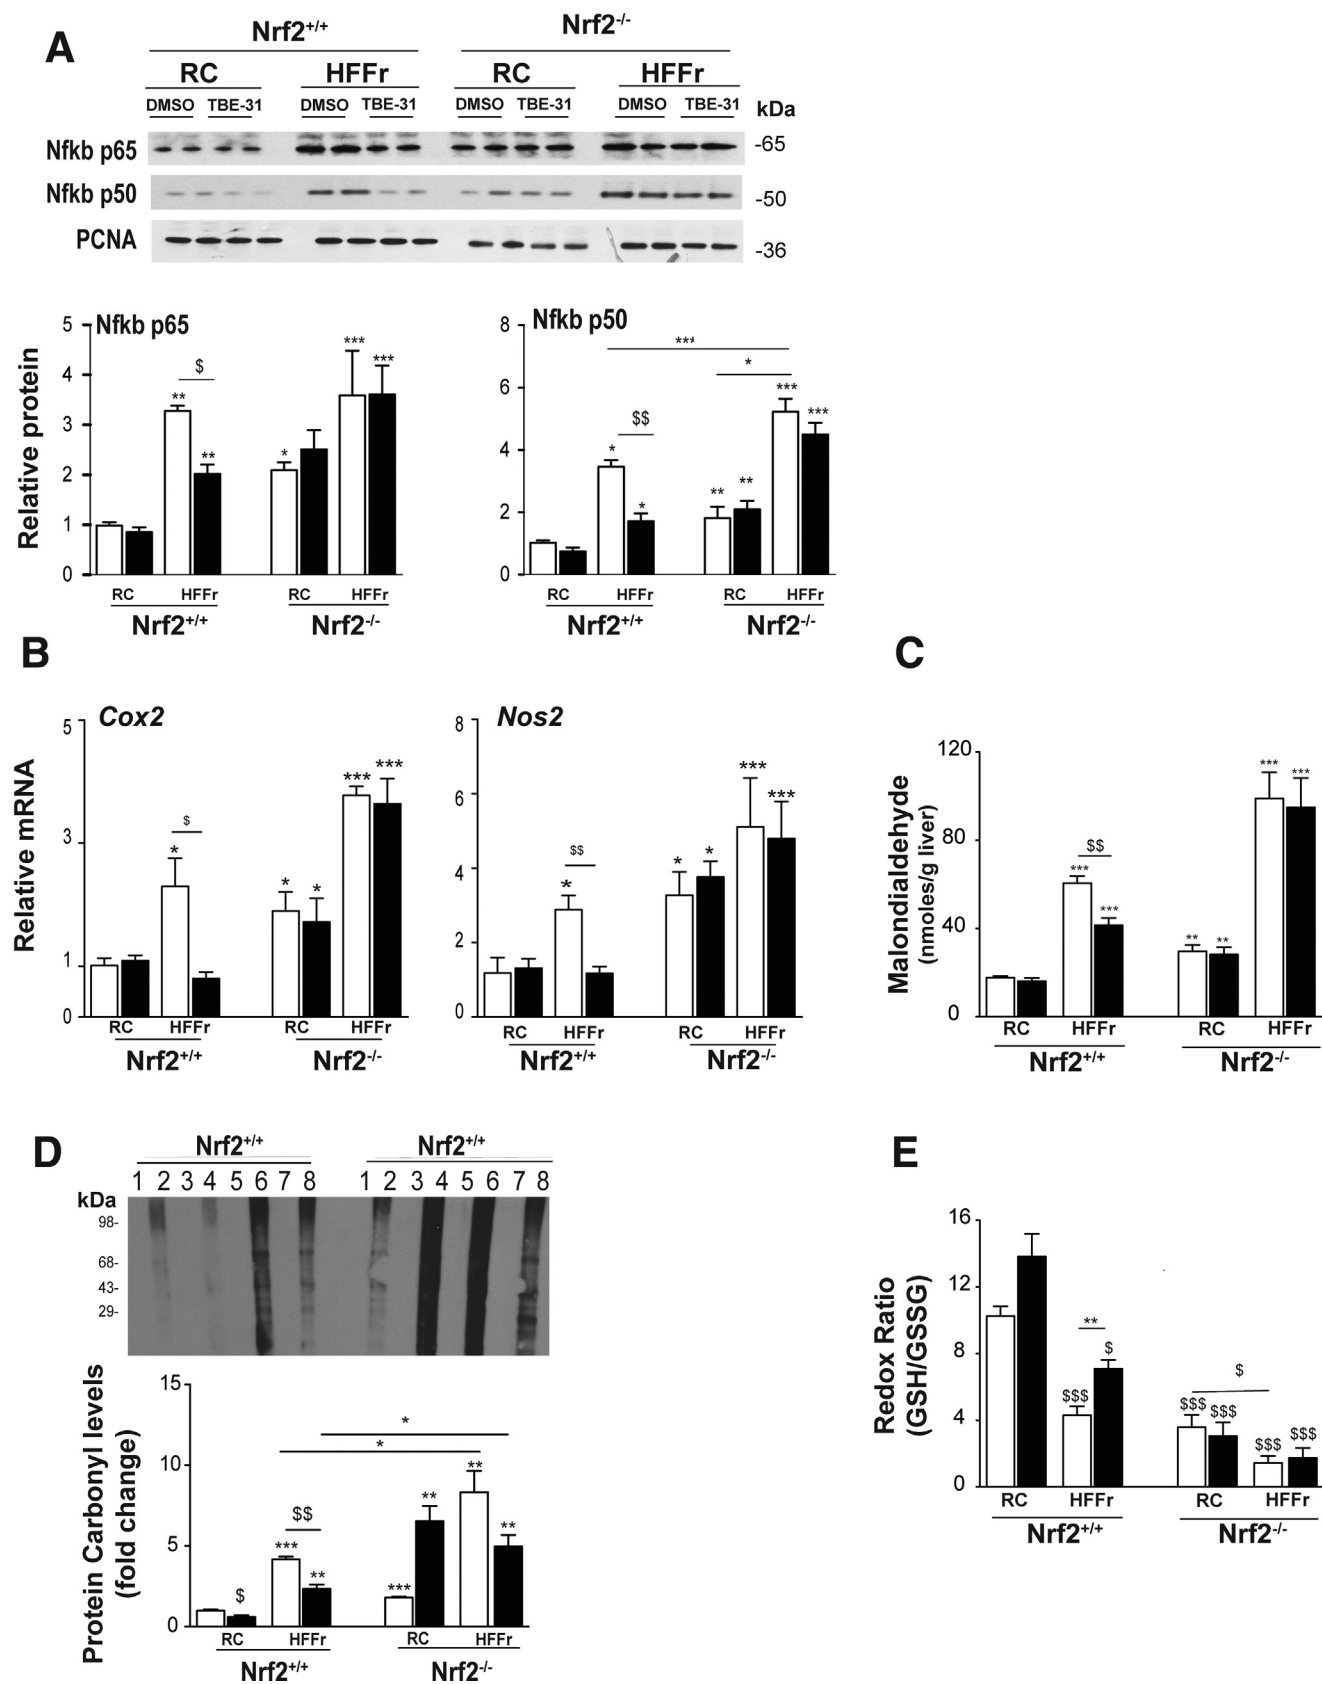 A
Nrf2+/+ Nrf2-/-
RC HFFr RC HFFr
DMSO TBE-31 DMSO TBE-31 DMSO TBE-31 DMSO TBE-31 kDa
Nfkb p65 -65
Nfkb p50 -50
PCNA -36
Nfkb p65
Relative protein
5
4
3
2
1
0
$
**
**
*
***
***
RC HFFr RC HFFr
Nrf2+/+ Nrf2-/-
Nfkb p50
8
6
4
2
0
***
*
$$
*
*
**
**
***
***
RC HFFr RC HFFr
Nrf2+/+ Nrf2-/-
B
Cox2
Relative mRNA
5
3
1
0
$
*
*
*
***
***
RC HFFr RC HFFr
Nrf2+/+ Nrf2-/-
Nos2
8
6
4
2
0
$$
*
*
*
***
***
RC HFFr RC HFFr
Nrf2+/+ Nrf2-/-
C
Malondialdehyde
(nmoles/g liver)
120
80
40
0
$$
***
***
**
**
***
***
RC HFFr RC HFFr
Nrf2+/+ Nrf2-/-
D
Nrf2+/+ Nrf2+/+
1 2 3 4 5 6 7 8 1 2 3 4 5 6 7 8
kDa
98-
68-
43-
29-
Protein Carbonyl levels
(fold change)
15
10
5
0
*
*
$
$$
***
**
***
**
**
**
RC HFFr RC HFFr
Nrf2+/+ Nrf2-/-
E
Redox Ratio
(GSH/GSSG)
16
12
8
4
0
**
$$$
$
$
$$$
$$$
$$$
$$$
RC HFFr RC HFFr
Nrf2+/+ Nrf2-/-